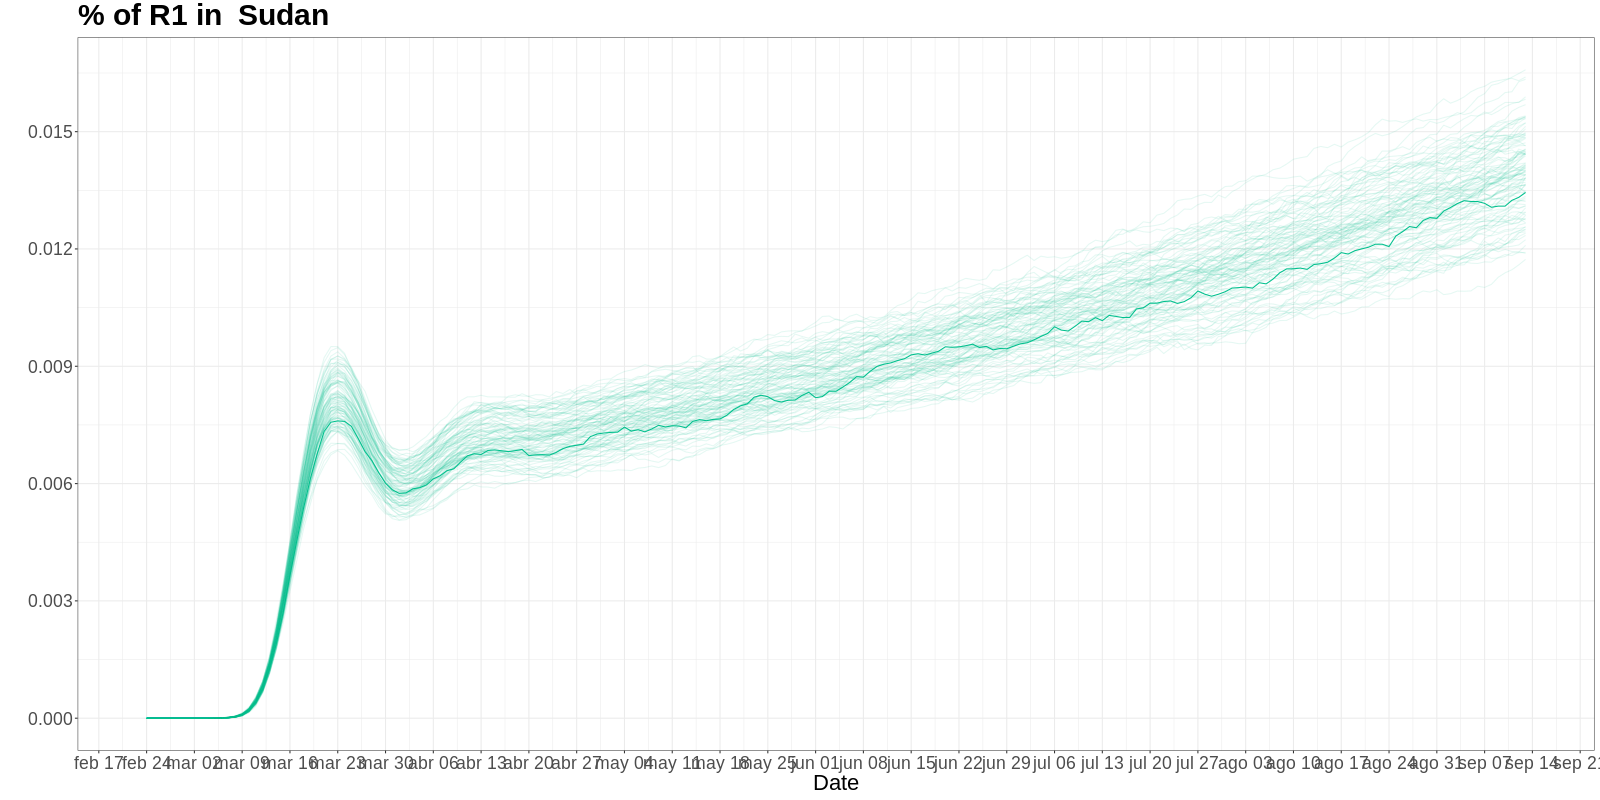 % of R1 in  Sudan
0.015
0.012
0.009
0.006
0.003
0.000
feb 17 feb 24 mar 02 mar 09 mar 16 mar 23 mar 30 abr 06 abr 13 abr 20 abr 27 may 04 may 11 may 18 may 25 jun 01 jun 08 jun 15 jun 22 jun 29 jul 06 jul 13 jul 20 jul 27 ago 03 ago 10 ago 17 ago 24 ago 31 sep 07 sep 14 sep 21
Date